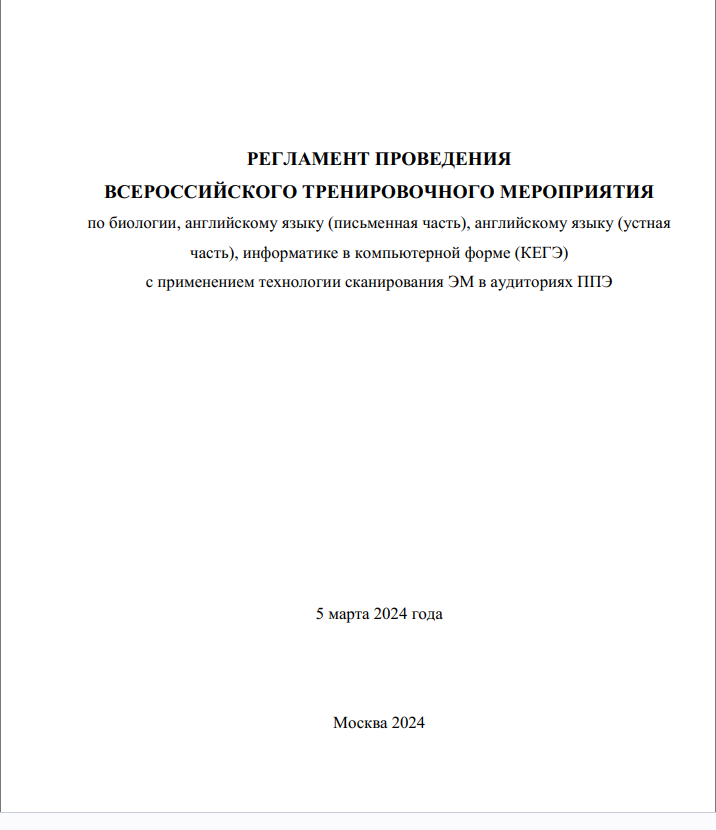 РЕГЛАМЕНТ ПРОВЕДЕНИЯ
ВСЕРОССИЙСКОГО ТРЕНИРОВОЧНОГО МЕРОПРИЯТИЯ
по биологии, английскому языку (письменная часть), английскому языку (устная
часть), информатике в компьютерной форме (КЕГЭ)
с применением технологии сканирования ЭМ в аудиториях ППЭ
5 марта 2024 года
Москва 2024